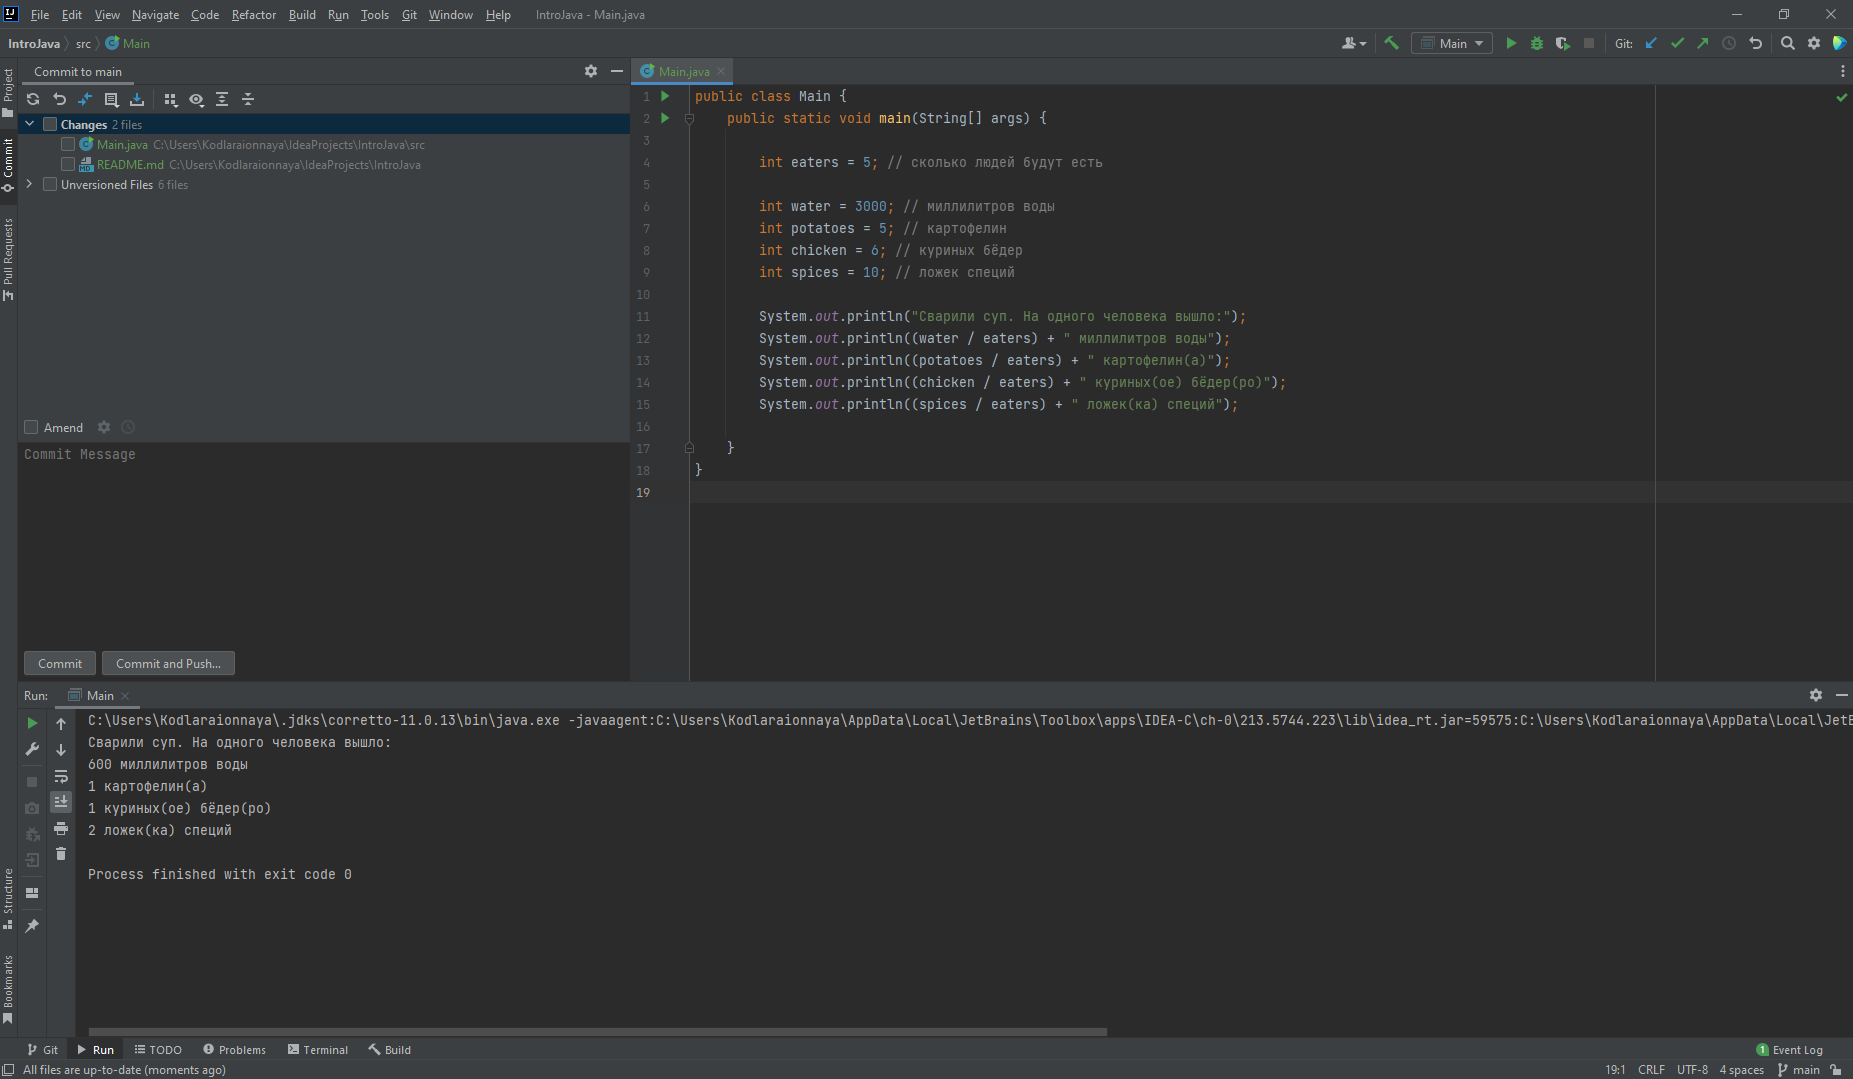 File Edit View Navigate Code Refactor Build Run Tools Git Window Help IntroJava - Main.java
IntroJava src Main
Main Git:
Project
Commit
Pull Requests
Structure
Bookmarks
Commit to main
Changes 2 files
Main.java C:\Users\Kodlaraionnaya\IdeaProjects\IntroJava\src
README.md C:\Users\Kodlaraionnaya\IdeaProjects\IntroJava
Unversioned Files 6 files
Amend
Commit Message
Commit Commit and Push...
Main.java
1 public class Main {
2 public static void main(String[] args) {
3
4 int eaters = 5; // сколько людей будут есть
5
6 int water = 3000; // миллилитров воды
7 int potatoes = 5; // картофелин
8 int chicken = 6; // куриных бёдер
9 int spices = 10; // ложек специй
10
11 System.out.println("Сварили суп. На одного человека вышло:");
12 System.out.println((water / eaters) + " миллилитров воды");
13 System.out.println((potatoes / eaters) + " картофелин(а)");
14 System.out.println((chicken / eaters) + " куриных(ое) бёдер(ро)");
15 System.out.println((spices / eaters) + " ложек(ка) специй");
16
17 }
18 }
19
Run: Main
C:\Users\Kodlaraionnaya\.jdks\corretto-11.0.13\bin\java.exe -javaagent:C:\Users\Kodlaraionnaya\AppData\Local\JetBrains\Toolbox\apps\IDEA-C\ch-0\213.5744.223\lib\idea_rt.jar=59575:C:\Users\Kodlaraionnaya\AppData\Local\JetB
Сварили суп. На одного человека вышло:
600 миллилитров воды
1 картофелин(а)
1 куриных(ое) бёдер(ро)
2 ложек(ка) специй
Process finished with exit code 0
Git Run TODO Problems Terminal Build 1 Event Log
All files are up-to-date (moments ago) 19:1 CRLF UTF-8 4 spaces main